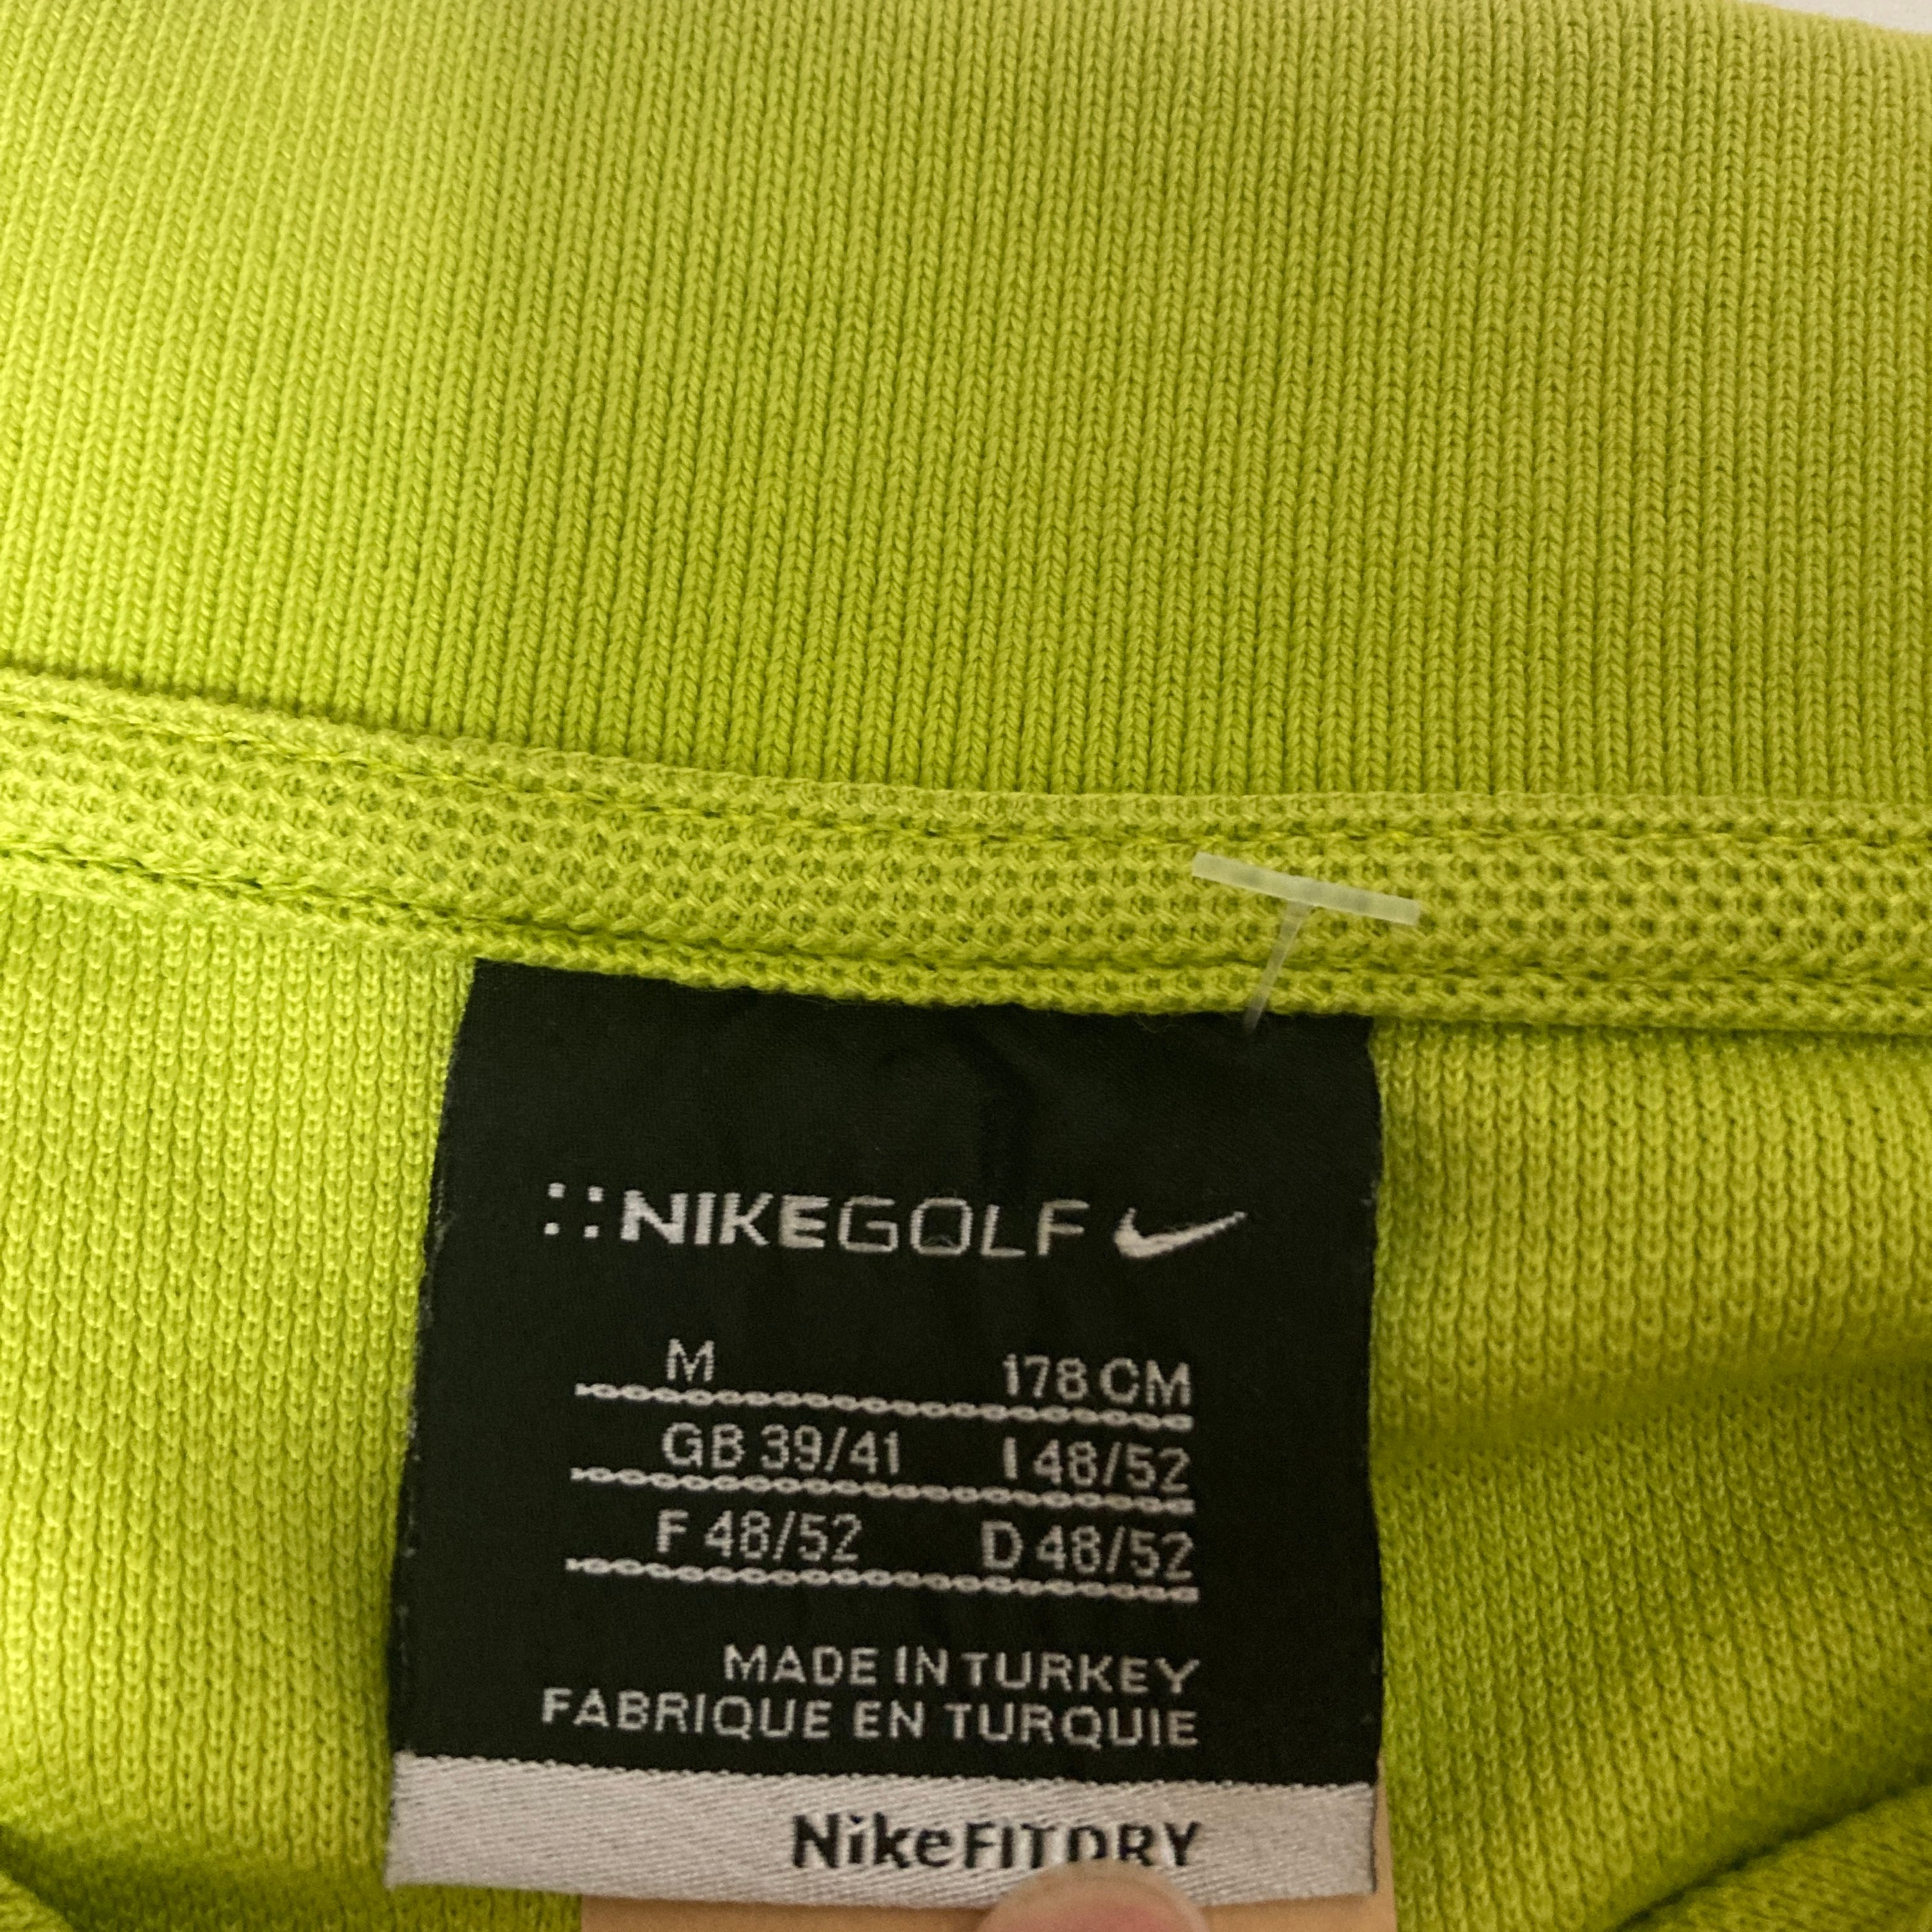 ::NIKEGOLF
M 178 CM
GB 39/41 I 48/52
F 48/52 D 48/52
MADE IN TURKEY
FABRIQUE EN TURQUIE
NikeFITDRY